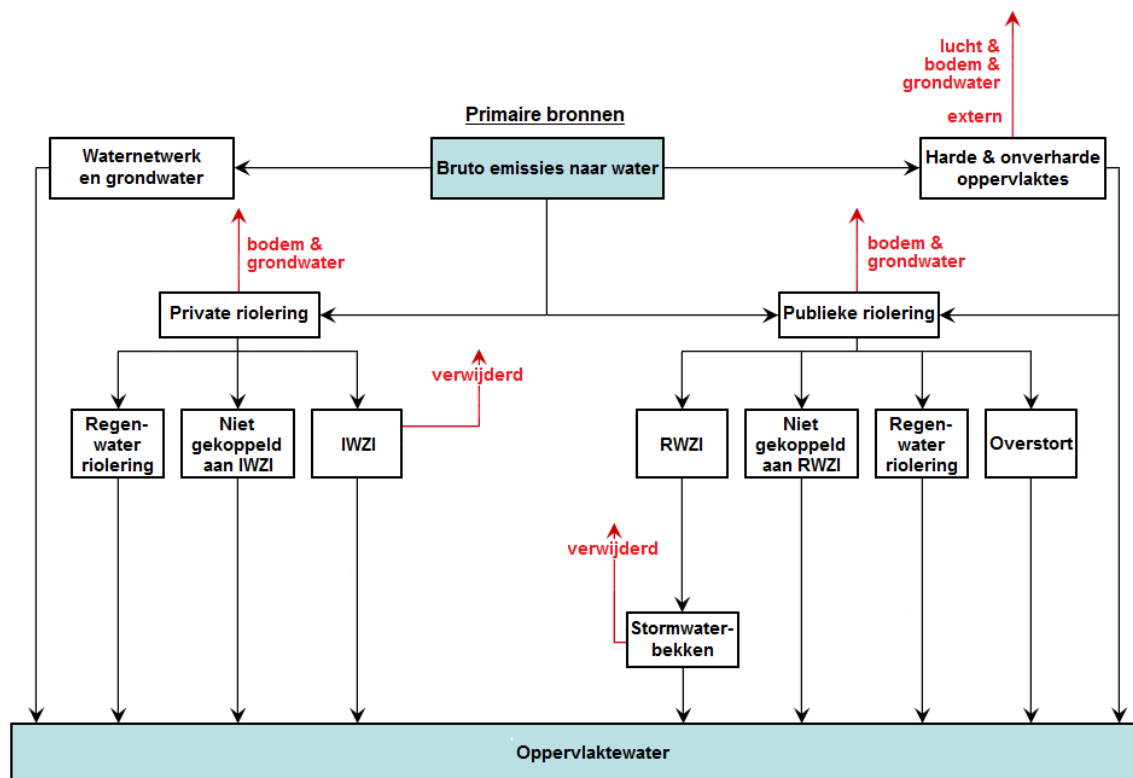 lucht &
bodem &
grondwater
extern
Primaire bronnen
Waternetwerk
en grondwater
Bruto emissies naar water
Harde & onverharde
oppervlaktes
bodem &
grondwater
bodem &
grondwater
Private riolering
Publieke riolering
verwijderd
Regen-
water
riolering
Niet
gekoppeld
aan IWZI
IWZI
RWZI
Niet
gekoppeld
aan RWZI
Regen-
water
riolering
Overstort
verwijderd
Stormwater-
bekken
Oppervlaktewater